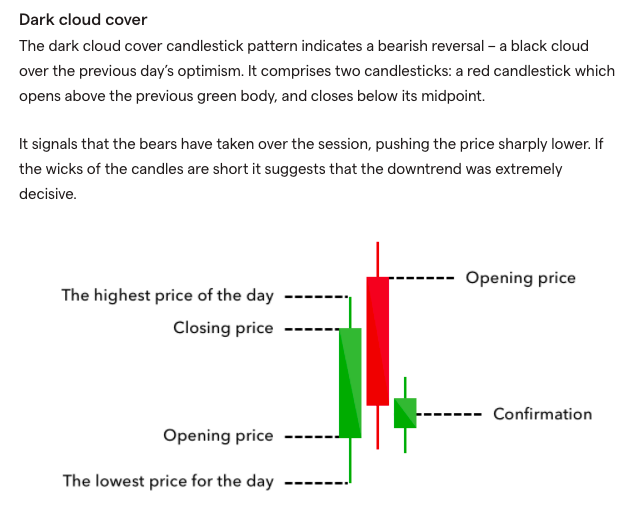 Dark cloud cover
The dark cloud cover candlestick pattern indicates a bearish reversal – a black cloud
over the previous day's optimism. It comprises two candlesticks: a red candlestick which
opens above the previous green body, and closes below its midpoint.
It signals that the bears have taken over the session, pushing the price sharply lower. If
the wicks of the candles are short it suggests that the downtrend was extremely
decisive.
Opening price
The highest price of the day
Closing price
Confirmation
Opening price
The lowest price for the day